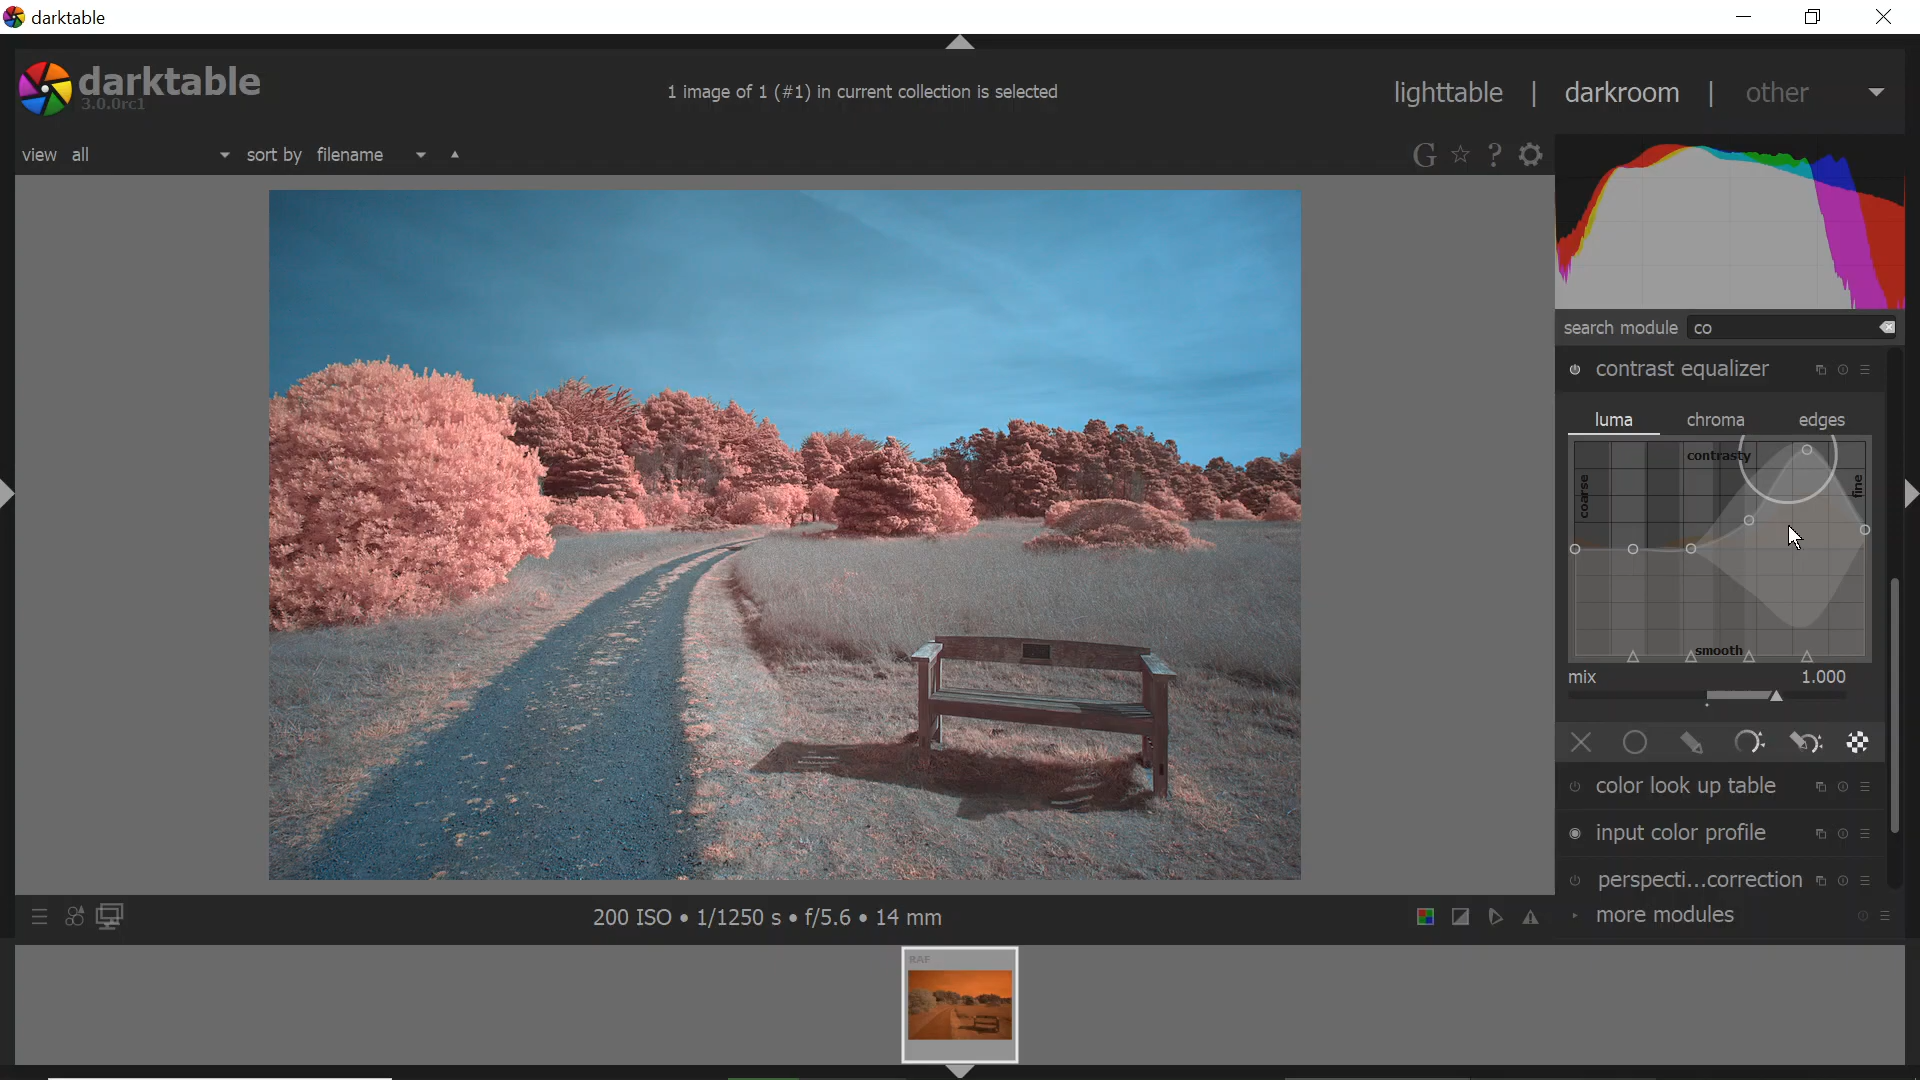 darktable
darktable
3.0.0rc1
1 image of 1 (#1) in current collection is selected
lighttable | darkroom | other
view all sort by filename
G ☆ ?
search module co
contrast equalizer
luma chroma edges
contrasty
coarse
fine
smooth
mix 1.000
color look up table
input color profile
perspecti...correction
more modules
200 ISO • 1/1250 s • f/5.6 • 14 mm
RAF